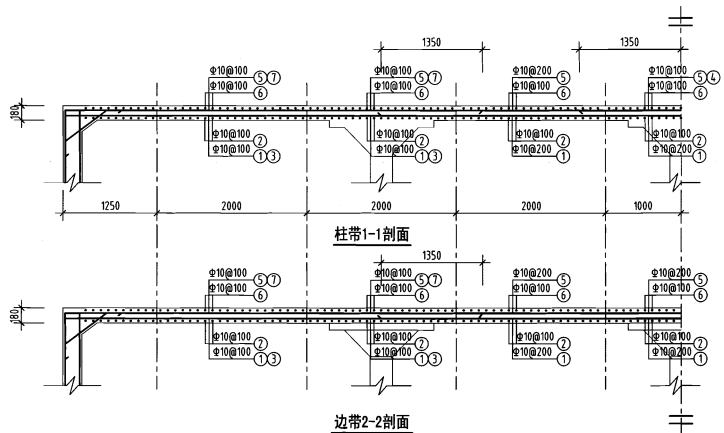 1350 1350
Φ10@100 ⑤⑦ Φ10@100 ⑤⑦ Φ10@200 ⑤ Φ10@100 ⑤④
Φ10@100 ⑥ Φ10@100 ⑥ Φ10@100 ⑥ Φ10@100 ⑥
180
Φ10@100 ② Φ10@100 ② Φ10@100 ② Φ10@100 ②
Φ10@100 ①③ Φ10@100 ①③ Φ10@200 ① Φ10@200 ①
1250 2000 2000 2000 1000
柱带1-1剖面
1350
Φ10@100 ⑤⑦ Φ10@100 ⑤⑦ Φ10@200 ⑤ Φ10@200 ⑤
Φ10@100 ⑥ Φ10@100 ⑥ Φ10@100 ⑥ Φ10@100 ⑥
180
Φ10@100 ② Φ10@100 ② Φ10@100 ② Φ10@100 ②
Φ10@100 ①③ Φ10@100 ①③ Φ10@200 ① Φ10@200 ①
边带2-2剖面